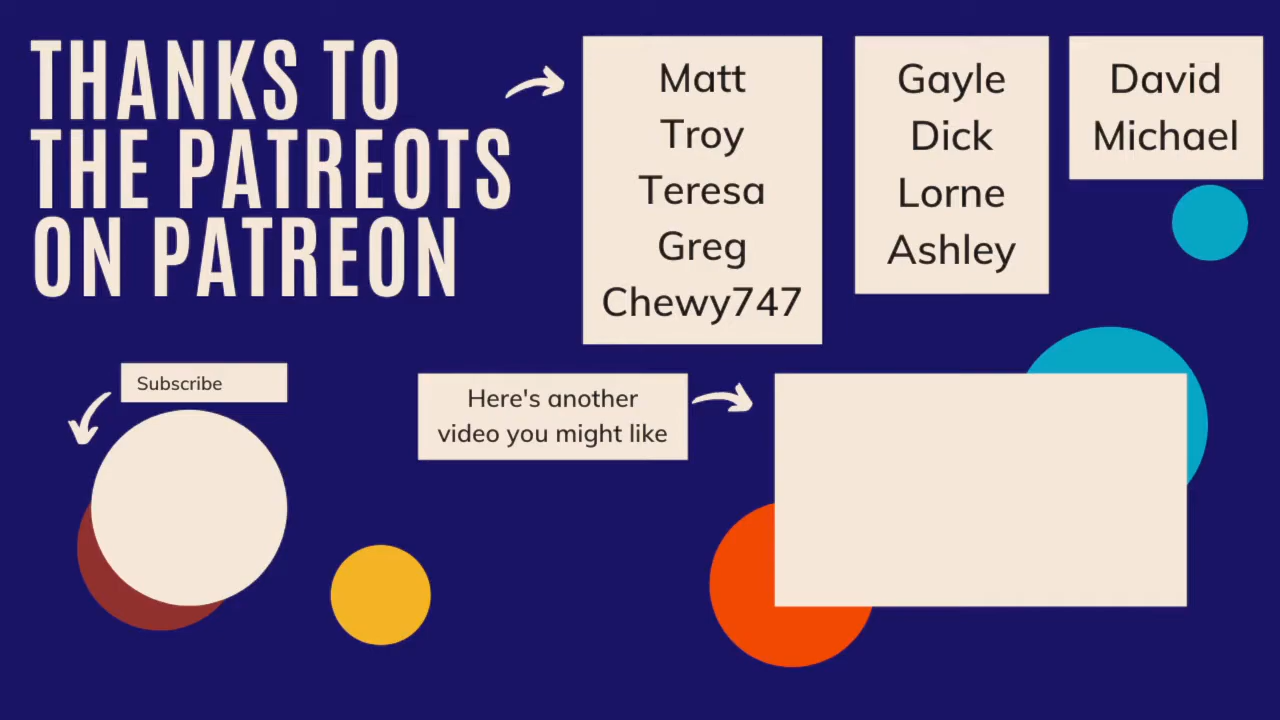 THANKS TO
THE PATREOTS
ON PATREON
Matt
Troy
Teresa
Greg
Chewy747
Gayle
Dick
Lorne
Ashley
David
Michael
Subscribe
Here's another
video you might like